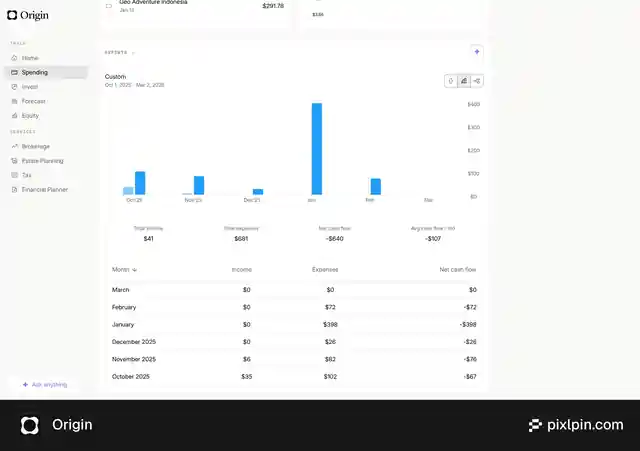 Geo Adventure Indonesia
Jan 13
$291.78
Origin
TOOLS
Home
Spending
Invest
Forecast
Equity
SERVICES
Brokerage
Estate Planning
Tax
Financial Planner
Ask anything
REPORTS
Custom
Oct 1, 2025 - Mar 2, 2026
$400
$300
$200
$100
$0
Oct'25
Nov'25
Dec'25
Jan
Feb
Mar
Total income
Total expenses
Net cash flow
$41
$681
-$640
-$107
Month Income Expenses Net cash flow
March $0 $0 $0
February $0 $72 -$72
January $0 $398 -$398
December 2025 $0 $26 -$26
November 2025 $6 $82 -$76
October 2025 $35 $102 -$67
Origin
pixlpin.com